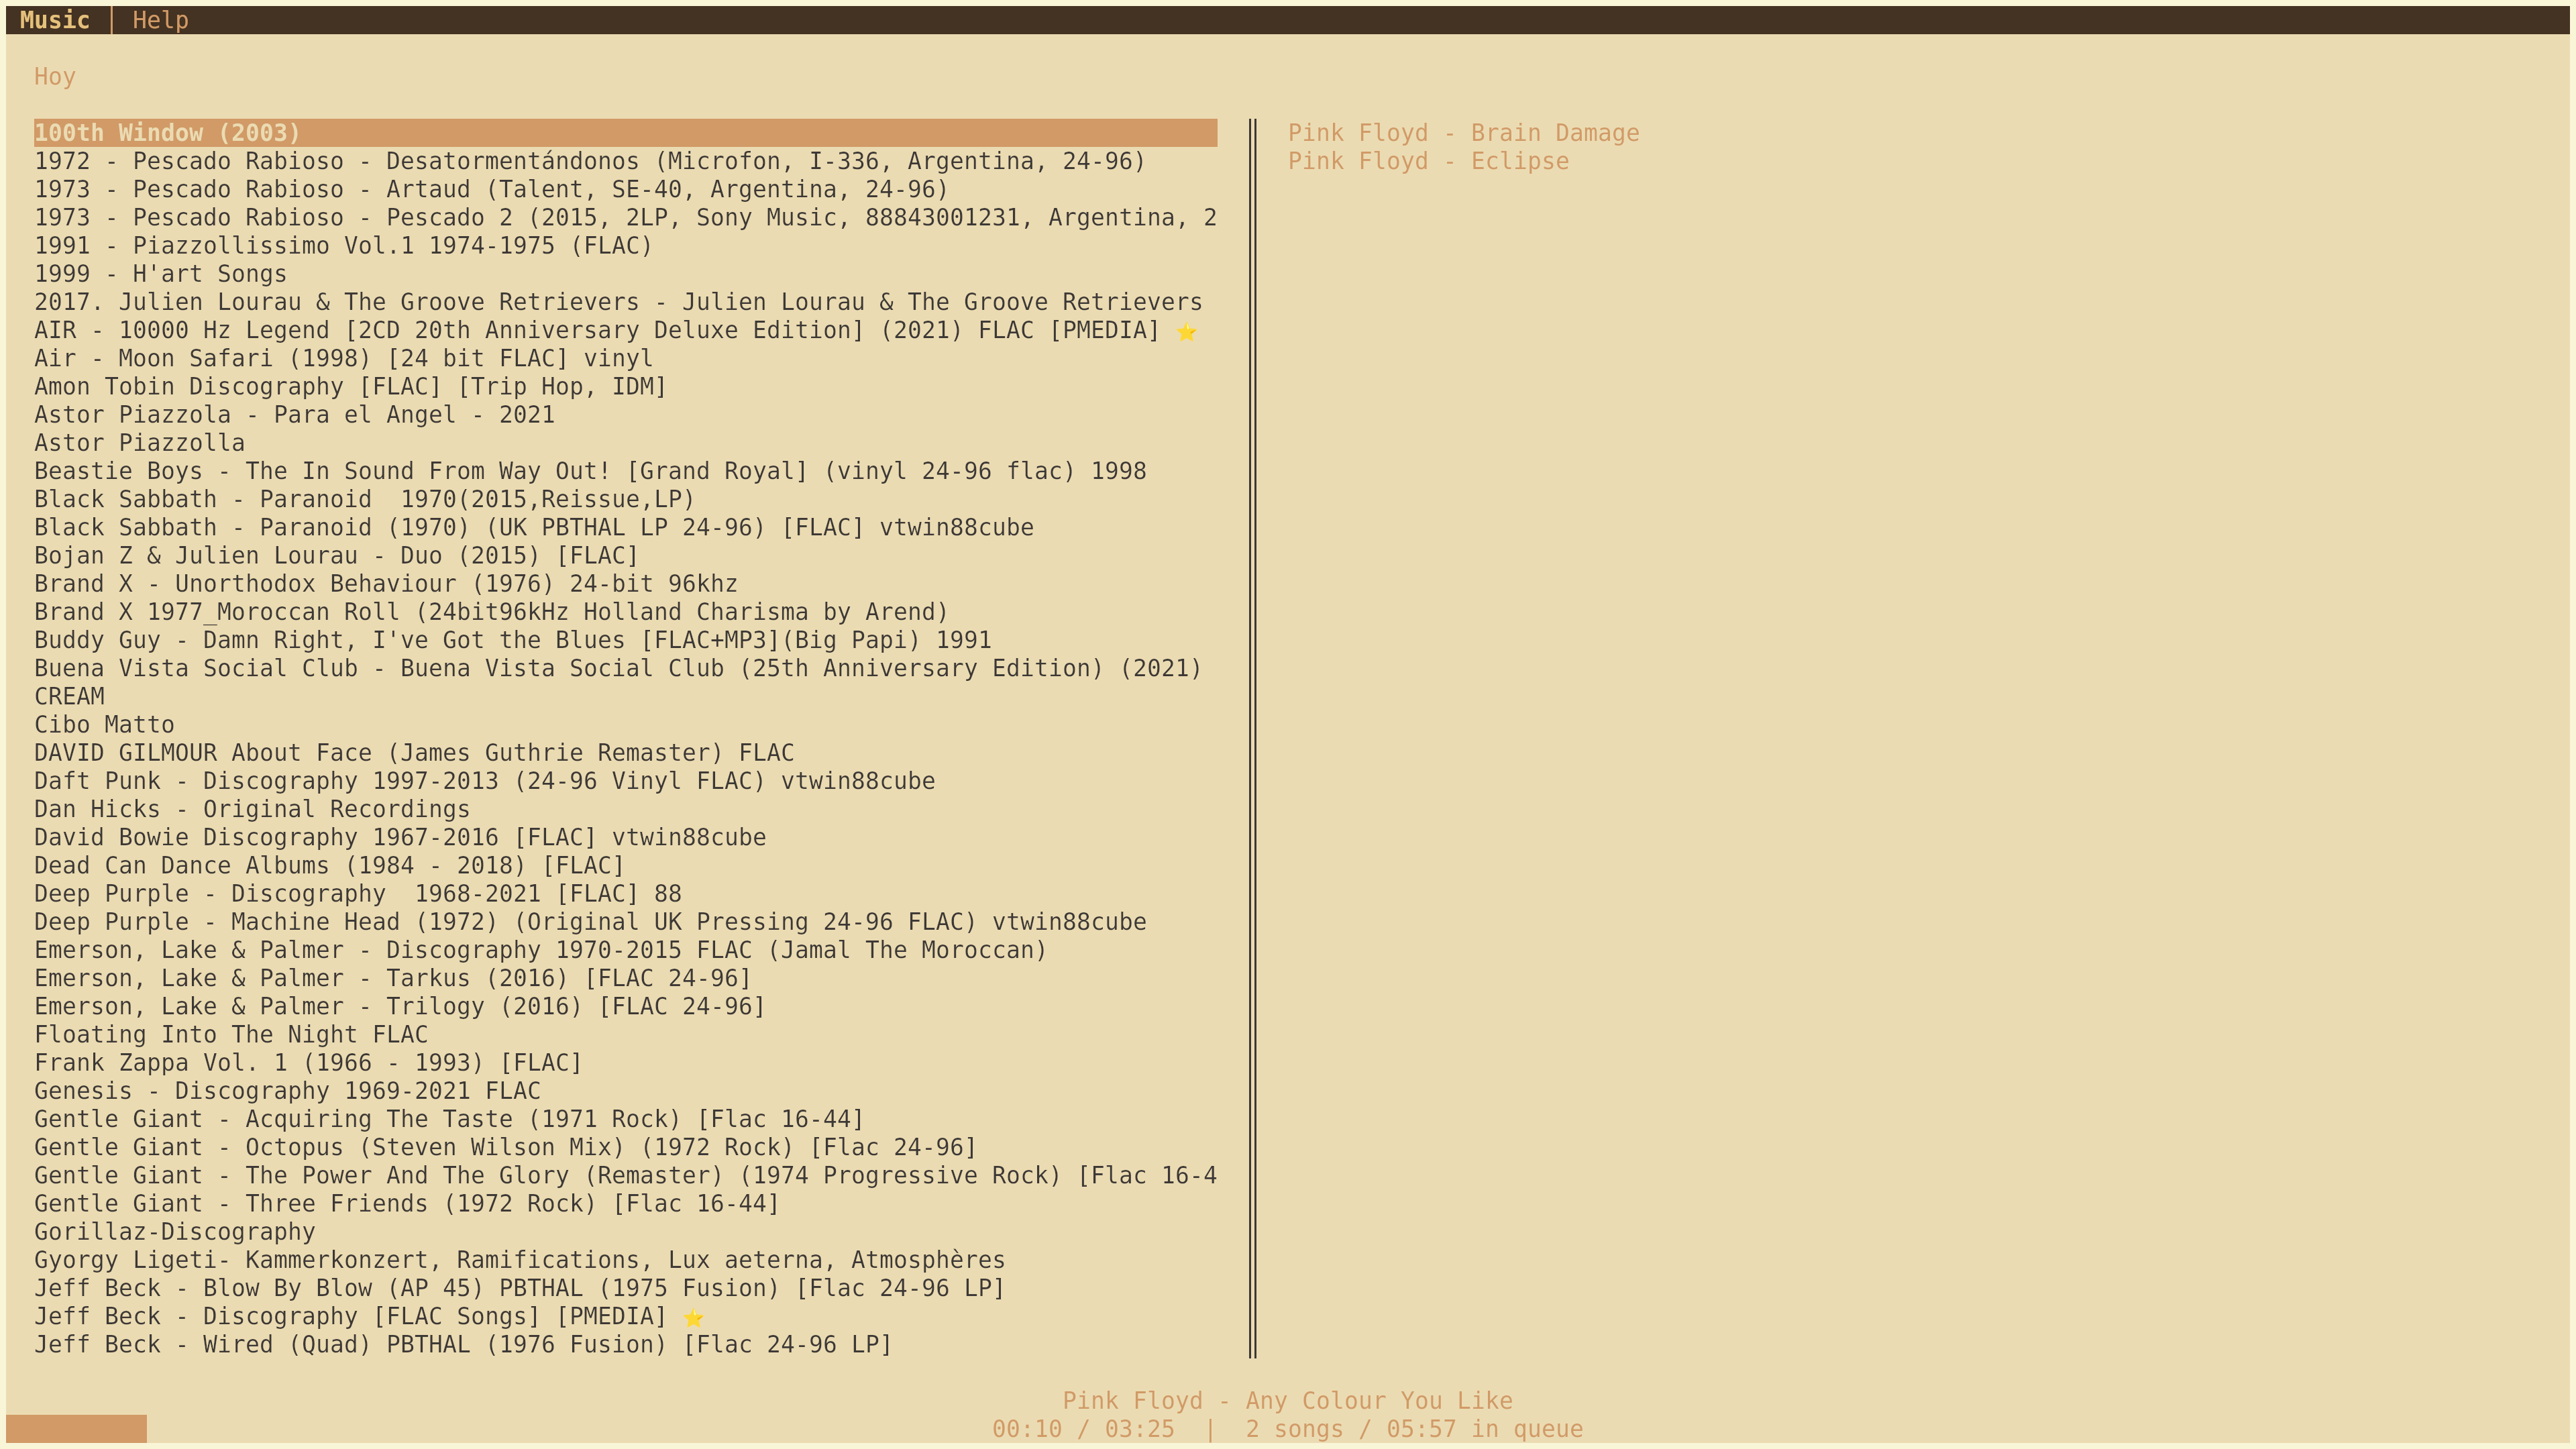 Music | Help
Hoy
100th Window (2003)
1972 - Pescado Rabioso - Desatormentándonos (Microfon, I-336, Argentina, 24-96)
1973 - Pescado Rabioso - Artaud (Talent, SE-40, Argentina, 24-96)
1973 - Pescado Rabioso - Pescado 2 (2015, 2LP, Sony Music, 88843001231, Argentina, 2
1991 - Piazzollissimo Vol.1 1974-1975 (FLAC)
1999 - H'art Songs
2017. Julien Lourau & The Groove Retrievers - Julien Lourau & The Groove Retrievers
AIR - 10000 Hz Legend [2CD 20th Anniversary Deluxe Edition] (2021) FLAC [PMEDIA] ⭐
Air - Moon Safari (1998) [24 bit FLAC] vinyl
Amon Tobin Discography [FLAC] [Trip Hop, IDM]
Astor Piazzola - Para el Angel - 2021
Astor Piazzolla
Beastie Boys - The In Sound From Way Out! [Grand Royal] (vinyl 24-96 flac) 1998
Black Sabbath - Paranoid  1970(2015,Reissue,LP)
Black Sabbath - Paranoid (1970) (UK PBTHAL LP 24-96) [FLAC] vtwin88cube
Bojan Z & Julien Lourau - Duo (2015) [FLAC]
Brand X - Unorthodox Behaviour (1976) 24-bit 96khz
Brand X 1977_Moroccan Roll (24bit96kHz Holland Charisma by Arend)
Buddy Guy - Damn Right, I've Got the Blues [FLAC+MP3](Big Papi) 1991
Buena Vista Social Club - Buena Vista Social Club (25th Anniversary Edition) (2021)
CREAM
Cibo Matto
DAVID GILMOUR About Face (James Guthrie Remaster) FLAC
Daft Punk - Discography 1997-2013 (24-96 Vinyl FLAC) vtwin88cube
Dan Hicks - Original Recordings
David Bowie Discography 1967-2016 [FLAC] vtwin88cube
Dead Can Dance Albums (1984 - 2018) [FLAC]
Deep Purple - Discography  1968-2021 [FLAC] 88
Deep Purple - Machine Head (1972) (Original UK Pressing 24-96 FLAC) vtwin88cube
Emerson, Lake & Palmer - Discography 1970-2015 FLAC (Jamal The Moroccan)
Emerson, Lake & Palmer - Tarkus (2016) [FLAC 24-96]
Emerson, Lake & Palmer - Trilogy (2016) [FLAC 24-96]
Floating Into The Night FLAC
Frank Zappa Vol. 1 (1966 - 1993) [FLAC]
Genesis - Discography 1969-2021 FLAC
Gentle Giant - Acquiring The Taste (1971 Rock) [Flac 16-44]
Gentle Giant - Octopus (Steven Wilson Mix) (1972 Rock) [Flac 24-96]
Gentle Giant - The Power And The Glory (Remaster) (1974 Progressive Rock) [Flac 16-4
Gentle Giant - Three Friends (1972 Rock) [Flac 16-44]
Gorillaz-Discography
Gyorgy Ligeti- Kammerkonzert, Ramifications, Lux aeterna, Atmosphères
Jeff Beck - Blow By Blow (AP 45) PBTHAL (1975 Fusion) [Flac 24-96 LP]
Jeff Beck - Discography [FLAC Songs] [PMEDIA] ⭐
Jeff Beck - Wired (Quad) PBTHAL (1976 Fusion) [Flac 24-96 LP]
Pink Floyd - Brain Damage
Pink Floyd - Eclipse
Pink Floyd - Any Colour You Like
00:10 / 03:25  |  2 songs / 05:57 in queue